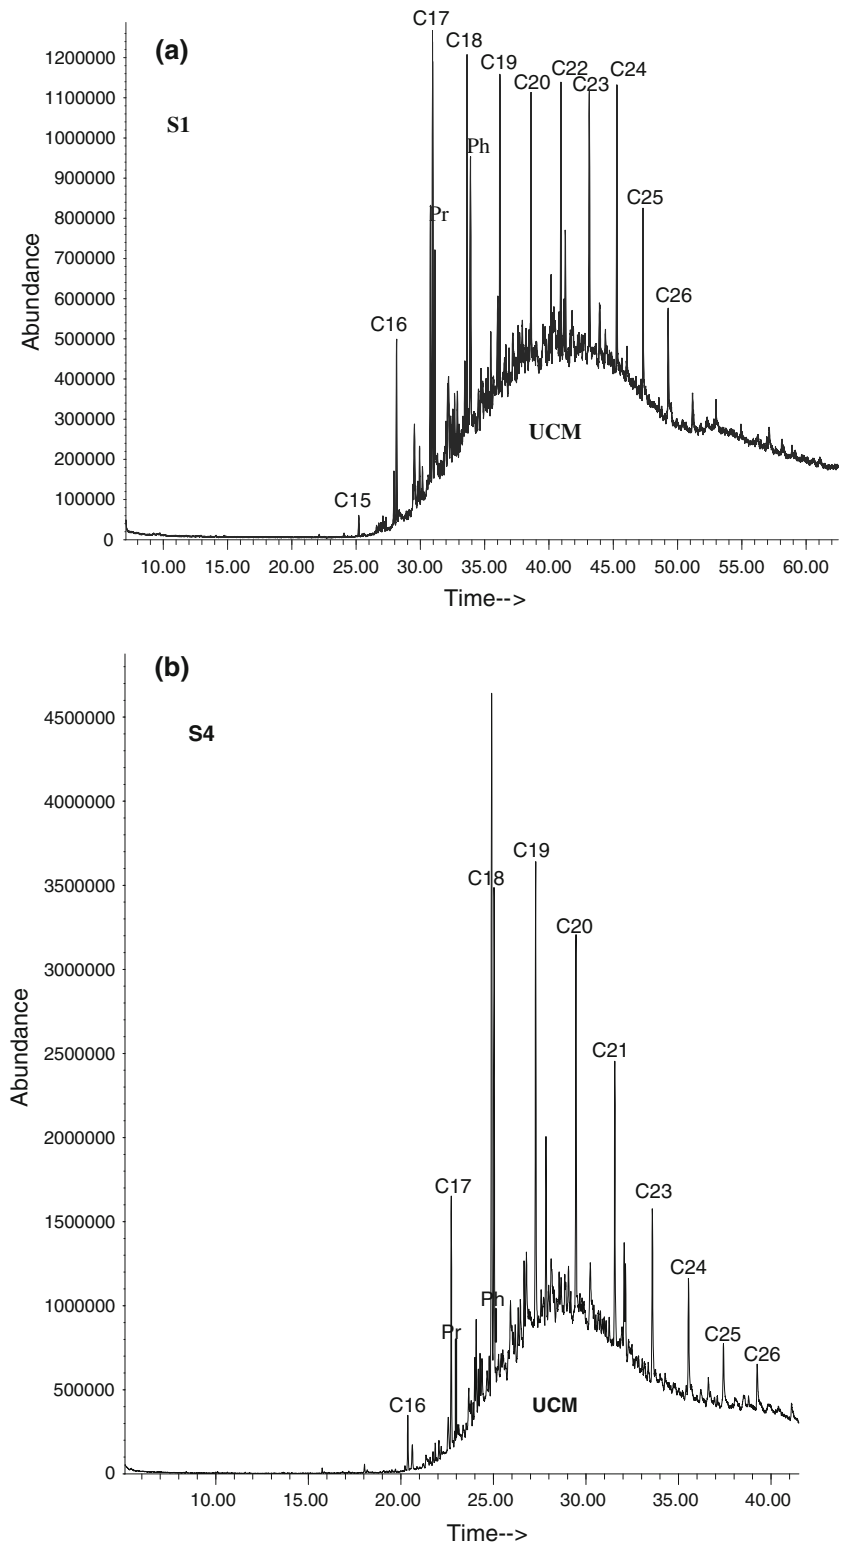 (a)
S1
C17
C18
C19
C20
C22
C23
C24
Ph
Pr
C25
C26
C16
C15
UCM
Abundance
1200000
1100000
1000000
900000
800000
700000
600000
500000
400000
300000
200000
100000
0
10.00 15.00 20.00 25.00 30.00 35.00 40.00 45.00 50.00 55.00 60.00
Time-->
(b)
S4
C18
C19
C20
C21
C17
C23
C24
Ph
Pr
C25
C26
C16
UCM
Abundance
4500000
4000000
3500000
3000000
2500000
2000000
1500000
1000000
500000
0
10.00 15.00 20.00 25.00 30.00 35.00 40.00
Time-->